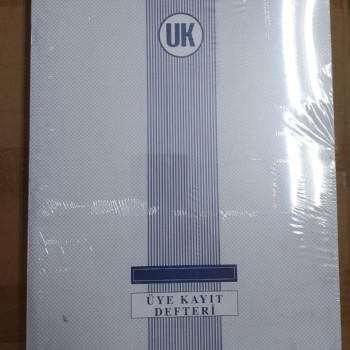 UK
ÜYE KAYIT
DEFTERİ